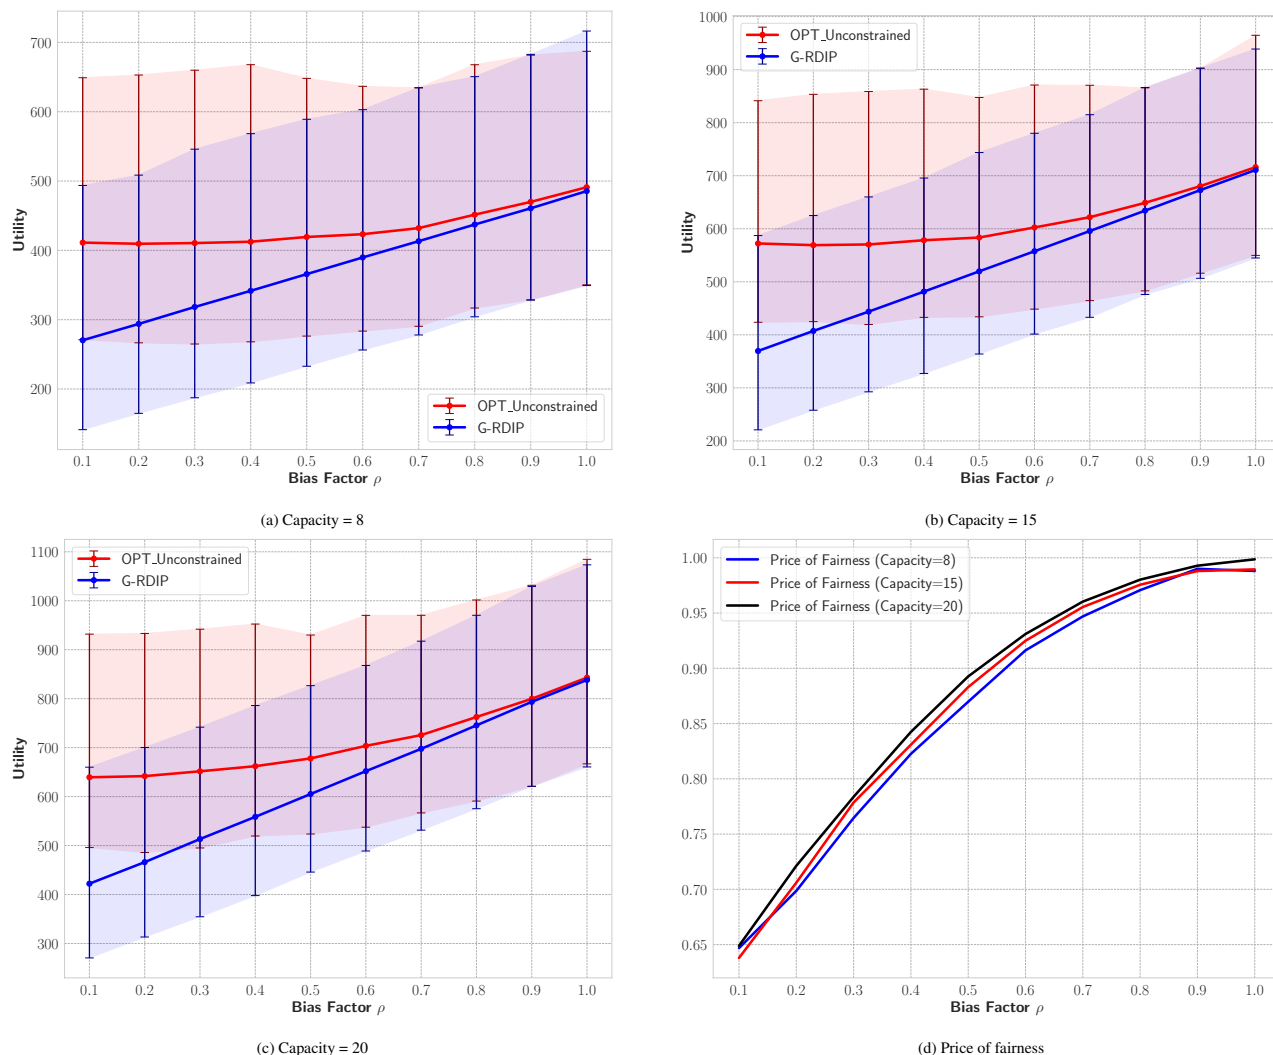 700
600
500
400
300
200
Utility
OPT_Unconstrained
G-RDIP
0.1 0.2 0.3 0.4 0.5 0.6 0.7 0.8 0.9 1.0
Bias Factor ρ
(a) Capacity = 8
1000
900
800
700
600
500
400
300
200
Utility
OPT_Unconstrained
G-RDIP
0.1 0.2 0.3 0.4 0.5 0.6 0.7 0.8 0.9 1.0
Bias Factor ρ
(b) Capacity = 15
1100
1000
900
800
700
600
500
400
300
Utility
OPT_Unconstrained
G-RDIP
0.1 0.2 0.3 0.4 0.5 0.6 0.7 0.8 0.9 1.0
Bias Factor ρ
(c) Capacity = 20
1.00
0.95
0.90
0.85
0.80
0.75
0.70
0.65
Price of Fairness (Capacity=8)
Price of Fairness (Capacity=15)
Price of Fairness (Capacity=20)
0.1 0.2 0.3 0.4 0.5 0.6 0.7 0.8 0.9 1.0
Bias Factor ρ
(d) Price of fairness